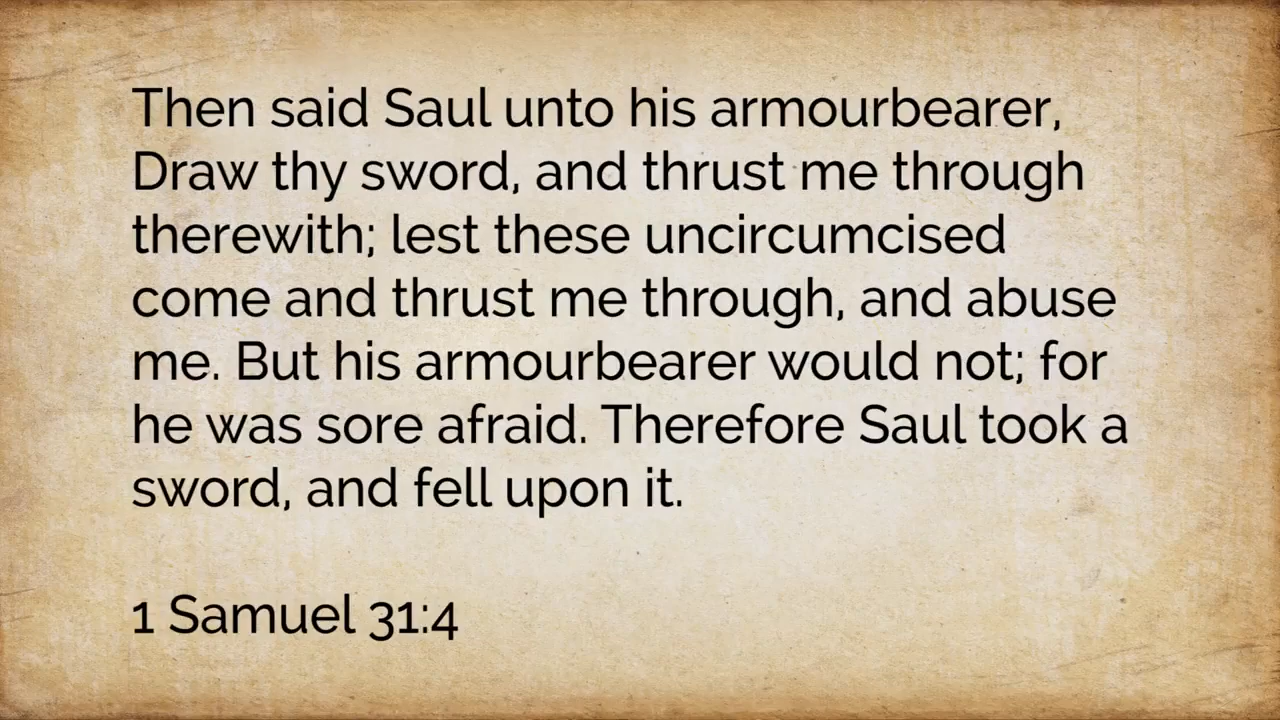 Then said Saul unto his armourbearer,
Draw thy sword, and thrust me through
therewith; lest these uncircumcised
come and thrust me through, and abuse
me. But his armourbearer would not; for
he was sore afraid. Therefore Saul took a
sword, and fell upon it.
1 Samuel 31:4